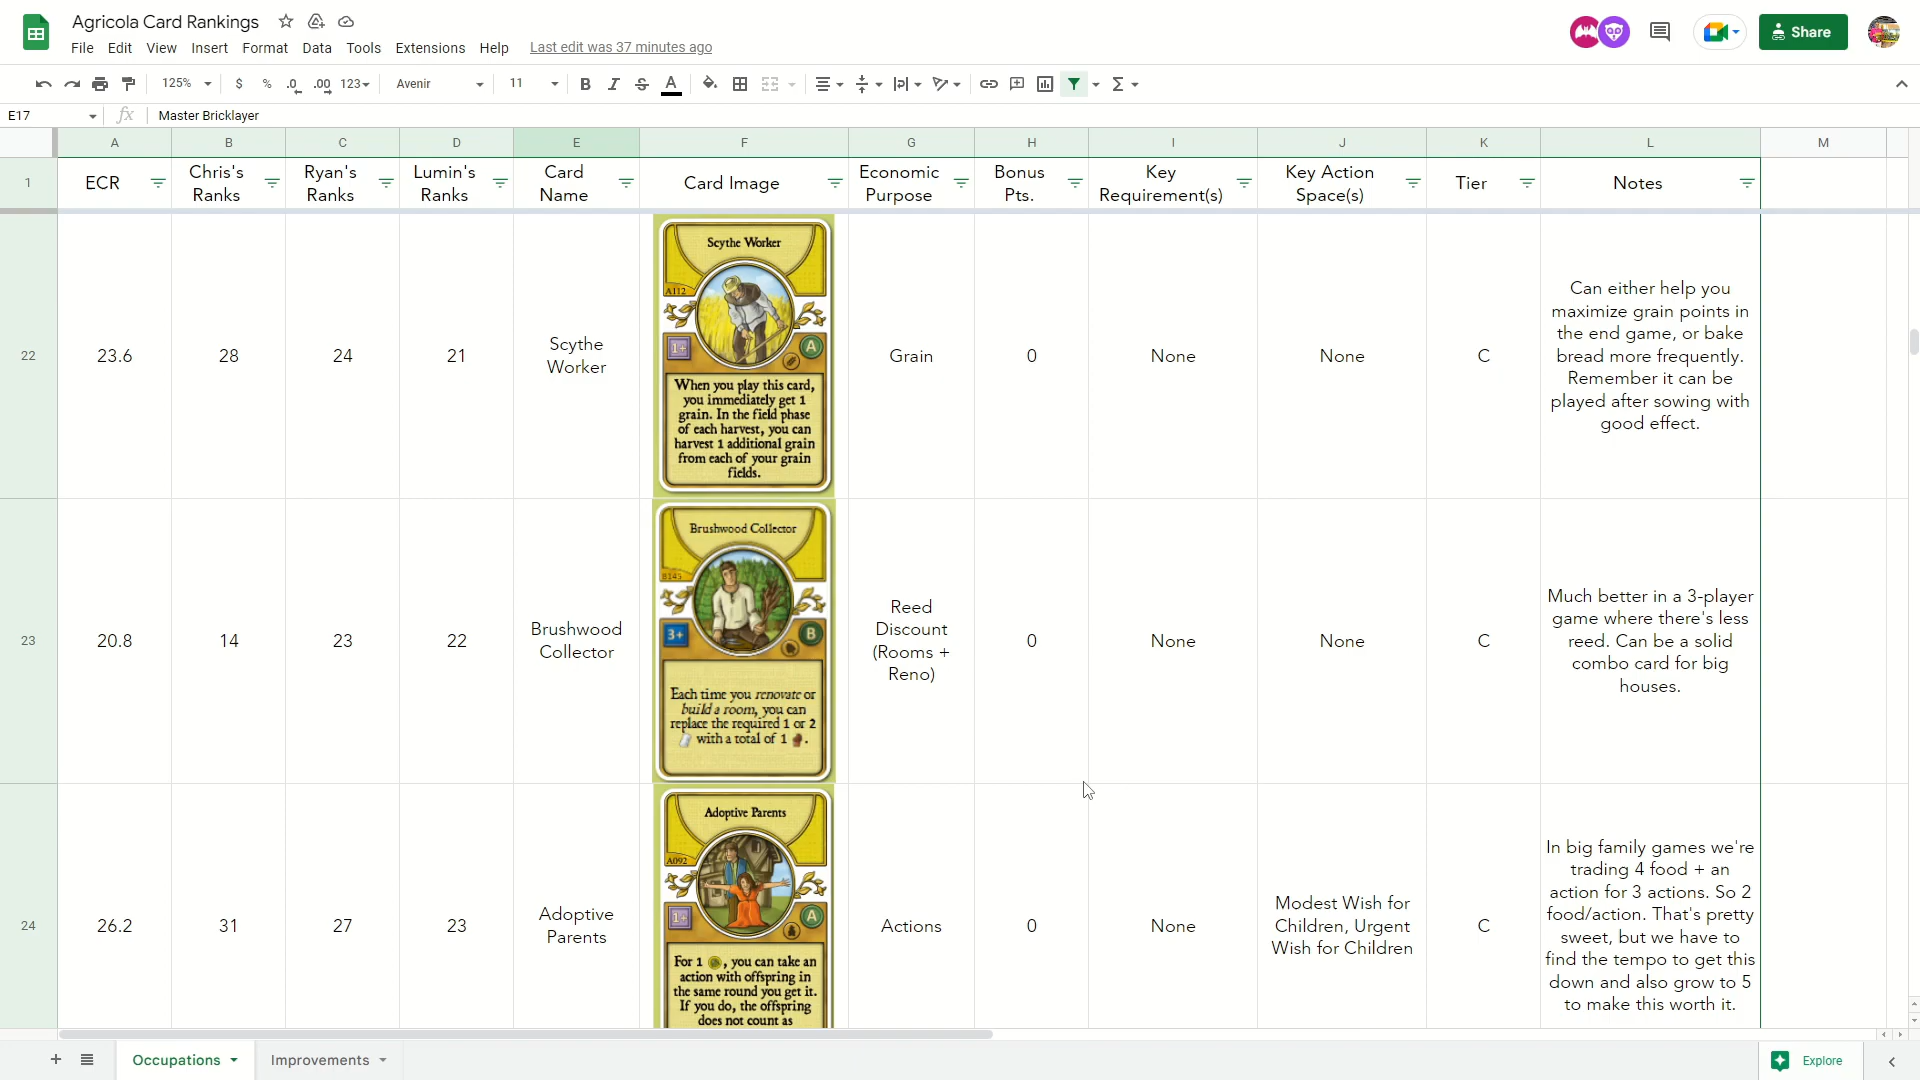 Agricola Card Rankings
File Edit View Insert Format Data Tools Extensions Help Last edit was 37 minutes ago
Share
125% $ % .0 .00 123 Avenir 11 B I S A
E17 fx Master Bricklayer
A B C D E F G H I J K L M
1 ECR Chris's Ranks Ryan's Ranks Lumin's Ranks Card Name Card Image Economic Purpose Bonus Pts. Key Requirement(s) Key Action Space(s) Tier Notes
22
23.6
28
24
21
Scythe
Worker
Scythe Worker
A112
1+
A
When you play this card,
you immediately get 1
grain. In the field phase
of each harvest, you can
harvest 1 additional grain
from each of your grain
fields.
Grain
0
None
None
C
Can either help you
maximize grain points in
the end game, or bake
bread more frequently.
Remember it can be
played after sowing with
good effect.
23
20.8
14
23
22
Brushwood
Collector
Brushwood Collector
B145
3+
B
Each time you renovate or
build a room, you can
replace the required 1 or 2
with a total of 1 .
Reed
Discount
(Rooms +
Reno)
0
None
None
C
Much better in a 3-player
game where there's less
reed. Can be a solid
combo card for big
houses.
24
26.2
31
27
23
Adoptive
Parents
Adoptive Parents
A092
1+
A
For 1 , you can take an
action with offspring in
the same round you get it.
If you do, the offspring
does not count as
Actions
0
None
Modest Wish for
Children, Urgent
Wish for Children
C
In big family games we're
trading 4 food + an
action for 3 actions. So 2
food/action. That's pretty
sweet, but we have to
find the tempo to get this
down and also grow to 5
to make this worth it.
Occupations Improvements Explore